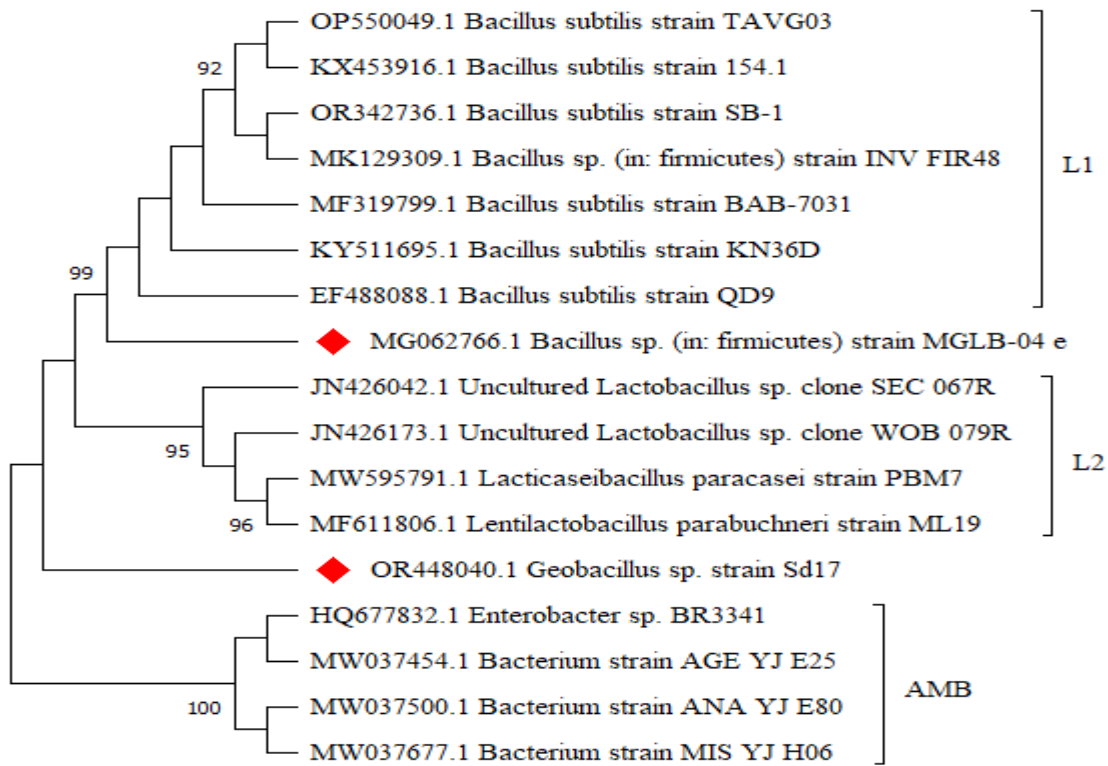 OP550049.1 Bacillus subtilis strain TAVG03
92
KX453916.1 Bacillus subtilis strain 154.1
OR342736.1 Bacillus subtilis strain SB-1
MK129309.1 Bacillus sp. (in: firmicutes) strain INV FIR48
L1
MF319799.1 Bacillus subtilis strain BAB-7031
KY511695.1 Bacillus subtilis strain KN36D
99
EF488088.1 Bacillus subtilis strain QD9
MG062766.1 Bacillus sp. (in: firmicutes) strain MGLB-04 e
JN426042.1 Uncultured Lactobacillus sp. clone SEC 067R
JN426173.1 Uncultured Lactobacillus sp. clone WOB 079R
95
L2
MW595791.1 Lacticaseibacillus paracasei strain PBM7
96
MF611806.1 Lentilactobacillus parabuchneri strain ML19
OR448040.1 Geobacillus sp. strain Sd17
HQ677832.1 Enterobacter sp. BR3341
MW037454.1 Bacterium strain AGE YJ E25
AMB
100
MW037500.1 Bacterium strain ANA YJ E80
MW037677.1 Bacterium strain MIS YJ H06